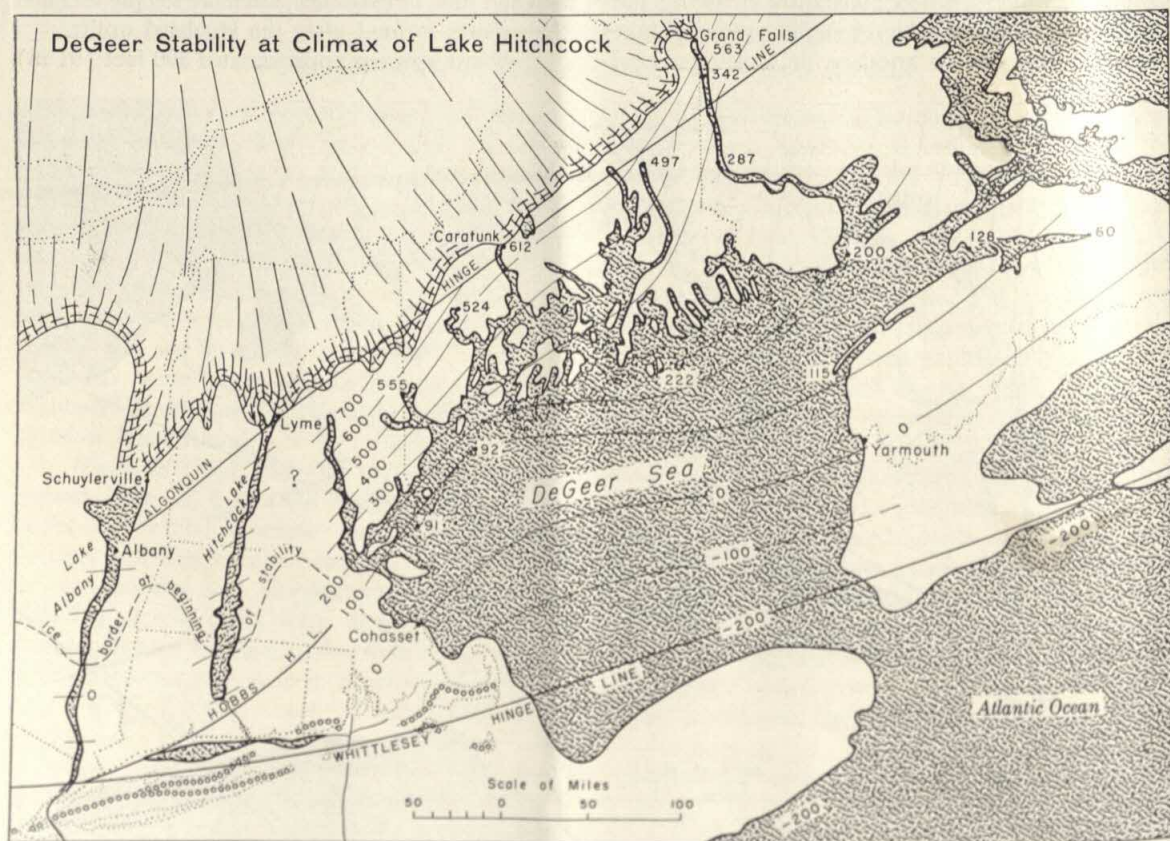 DeGeer Stability at Climax of Lake Hitchcock
Grand Falls
563
342
LINE
497
287
Caratunk
612
HINGE
200
128
60
524
222
115
555
700
600
500
400
300
200
100
Lyme
92
?
DeGeer Sea
0
Yarmouth
0
Schuylerville
ALGONQUIN
Lake
Hitchcock
91
0
-100
-200
-200
Albany
Lake
Albany
ice border at beginning of stability
Cohasset
0
0
HOBBS H. L.
LINE
HINGE
WHITTLESEY
Atlantic Ocean
-200
Scale of Miles
50 0 50 100